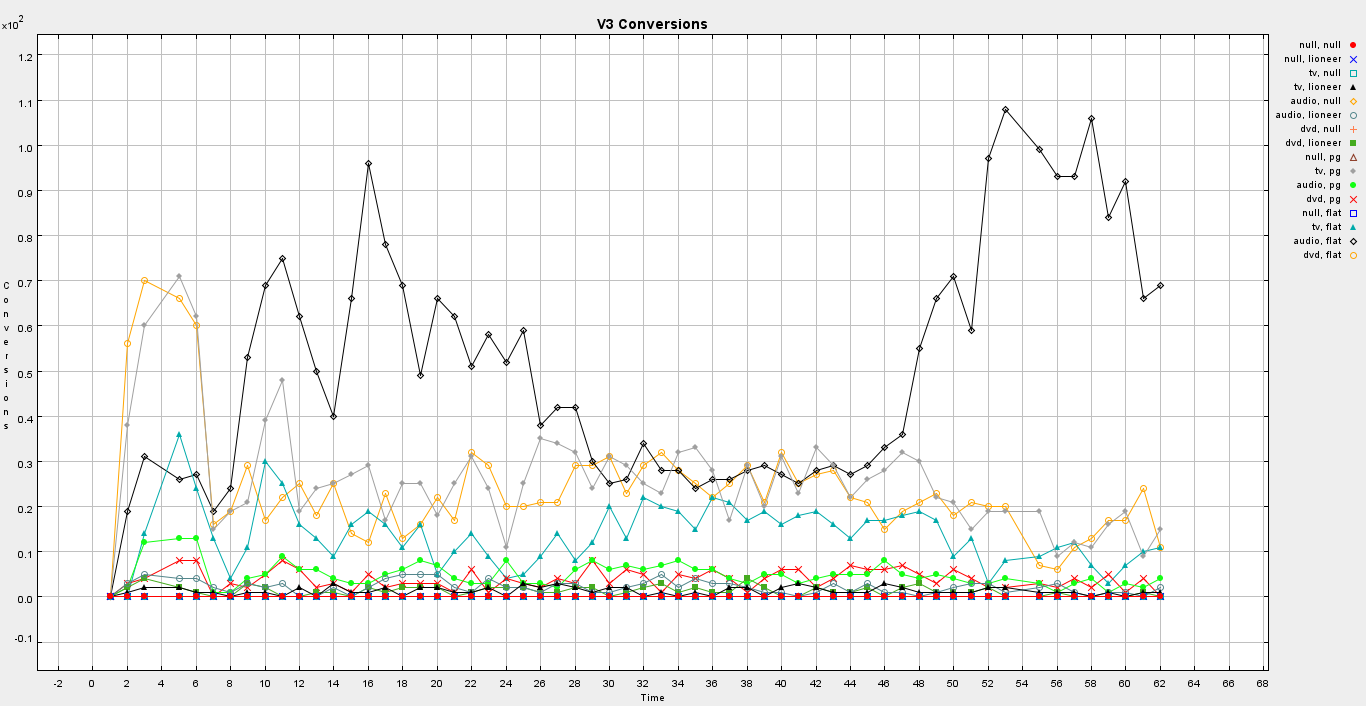 V3 Conversions
x10²
1.2
1.1
1.0
0.9
0.8
0.7
0.6
0.5
0.4
0.3
0.2
0.1
0.0
-0.1
Conversions
-2 0 2 4 6 8 10 12 14 16 18 20 22 24 26 28 30 32 34 36 38 40 42 44 46 48 50 52 54 56 58 60 62 64 66 68
Time
null, null
null, lioneer
tv, null
tv, lioneer
audio, null
audio, lioneer
dvd, null
dvd, lioneer
null, pg
tv, pg
audio, pg
dvd, pg
null, flat
tv, flat
audio, flat
dvd, flat